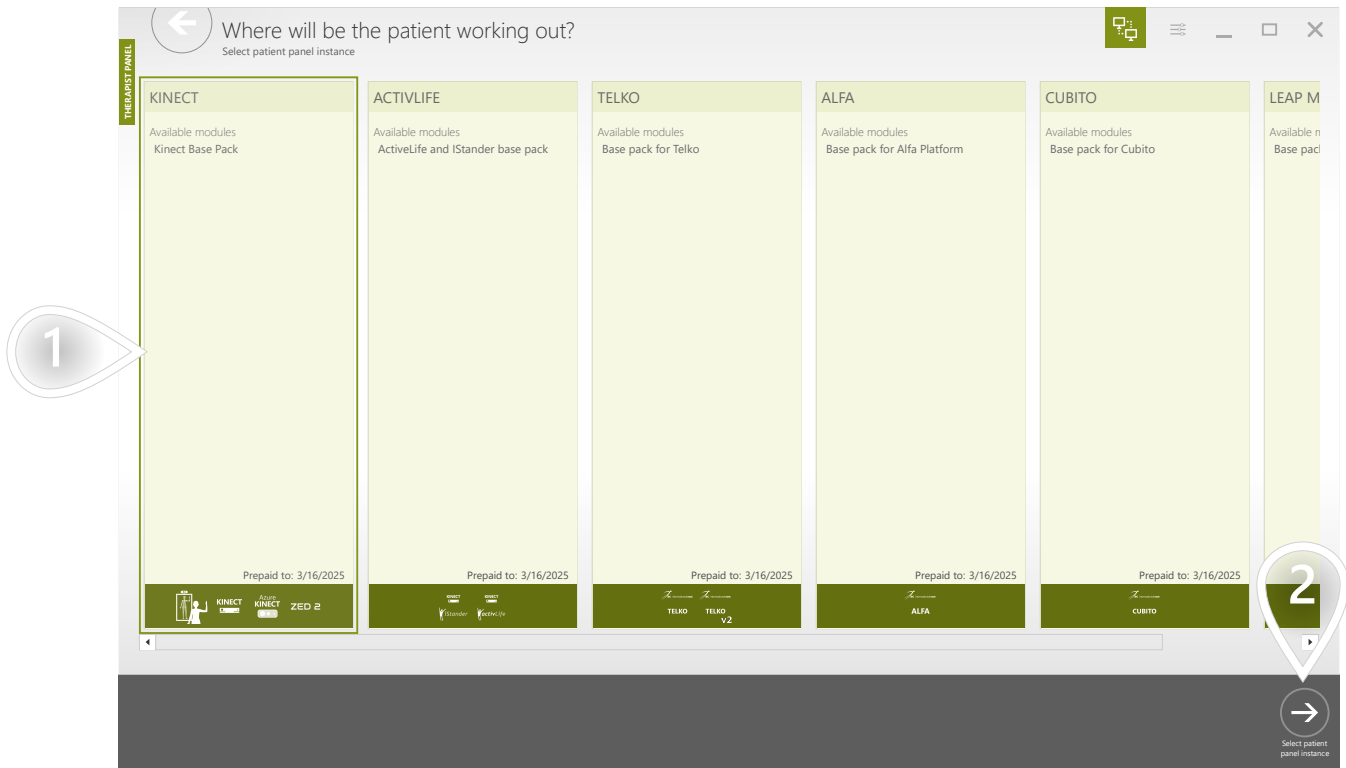 Where will be the patient working out?
Select patient panel instance
THERAPIST PANEL
KINECT
Available modules
Kinect Base Pack
Prepaid to: 3/16/2025
KINECT
Azure
KINECT
ZED 2
ACTIVLIFE
Available modules
ActiveLife and IStander base pack
Prepaid to: 3/16/2025
KINECT
KINECT
iStander
activLife
TELKO
Available modules
Base pack for Telko
Prepaid to: 3/16/2025
TELKO
TELKO
v2
ALFA
Available modules
Base pack for Alfa Platform
Prepaid to: 3/16/2025
ALFA
CUBITO
Available modules
Base pack for Cubito
Prepaid to: 3/16/2025
CUBITO
LEAP M
Available
Base
1
2
Select patient
panel instance